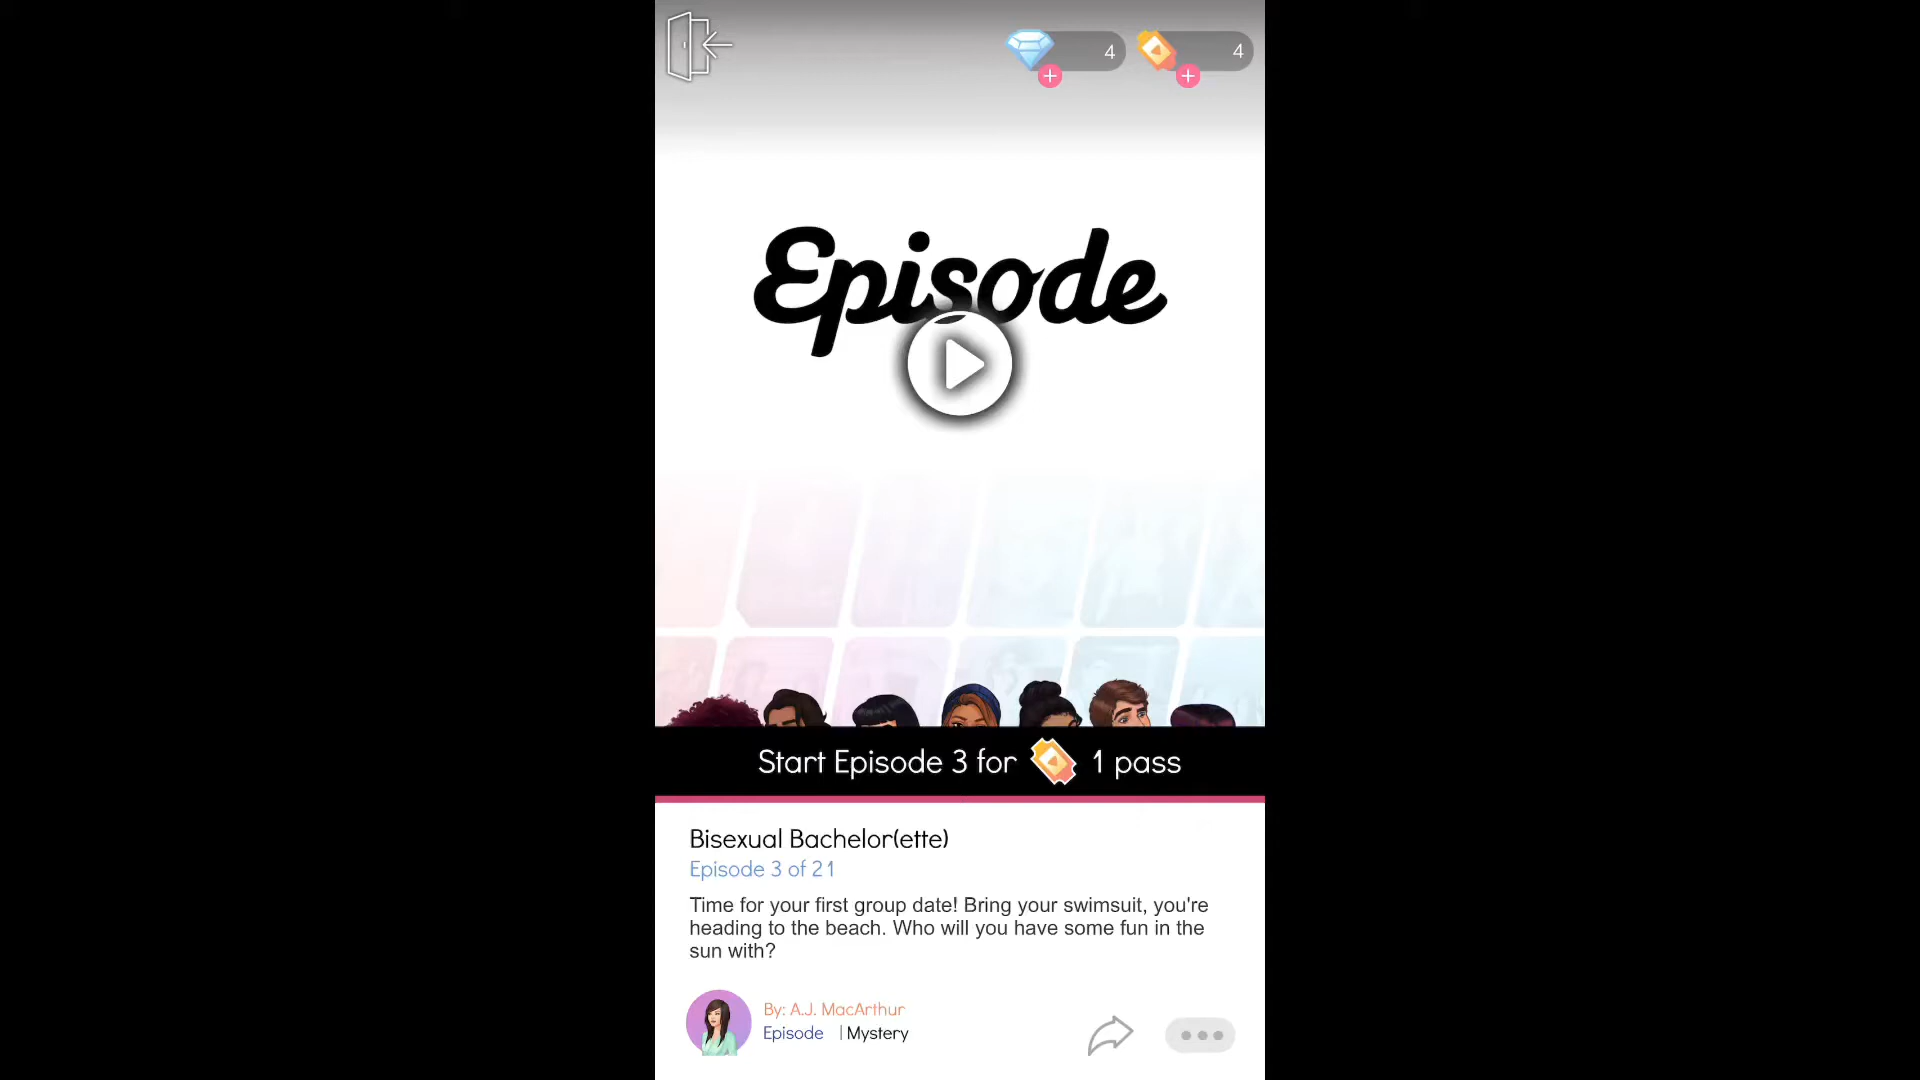 4 4
Episode
Start Episode 3 for 1 pass
Bisexual Bachelor(ette)
Episode 3 of 21
Time for your first group date! Bring your swimsuit, you're
heading to the beach. Who will you have some fun in the
sun with?
By: A.J. MacArthur
Episode | Mystery